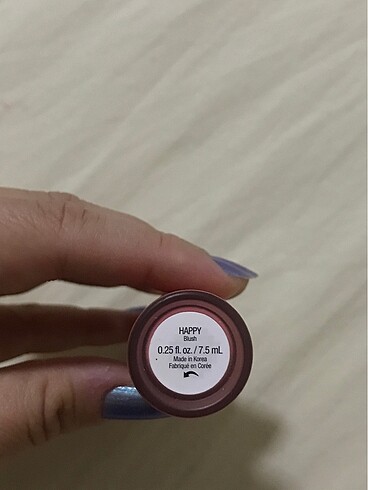 HAPPY
Blush
0.25 fl. oz. / 7.5 mL
Made in Korea
Fabriqué en Corée